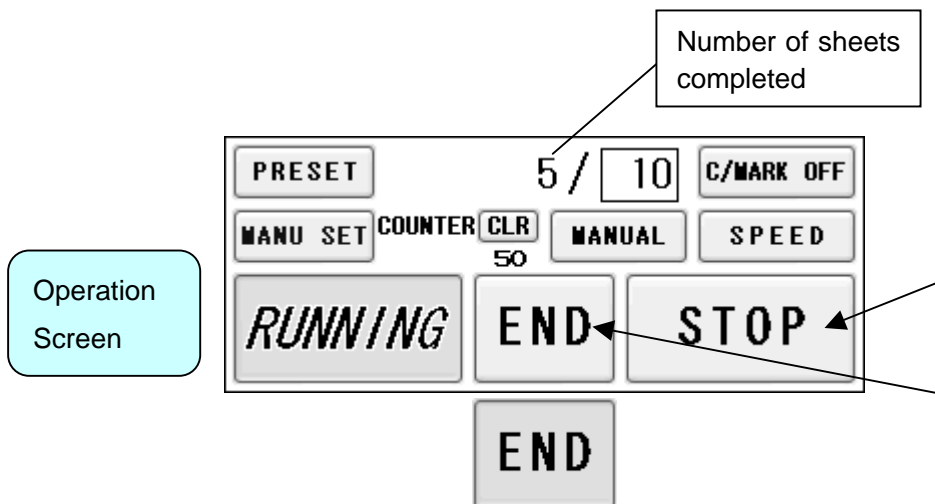 Number of sheets
completed
PRESET
5 / 10
C/MARK OFF
MANU SET
COUNTER
CLR
50
MANUAL
SPEED
Operation
Screen
RUNNING
END
STOP
END